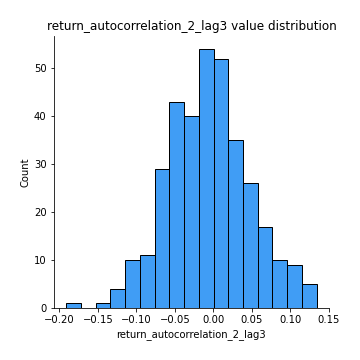 return_autocorrelation_2_lag3 value distribution
50
40
30
20
10
0
Count
−0.20 −0.15 −0.10 −0.05 0.00 0.05 0.10 0.15
return_autocorrelation_2_lag3